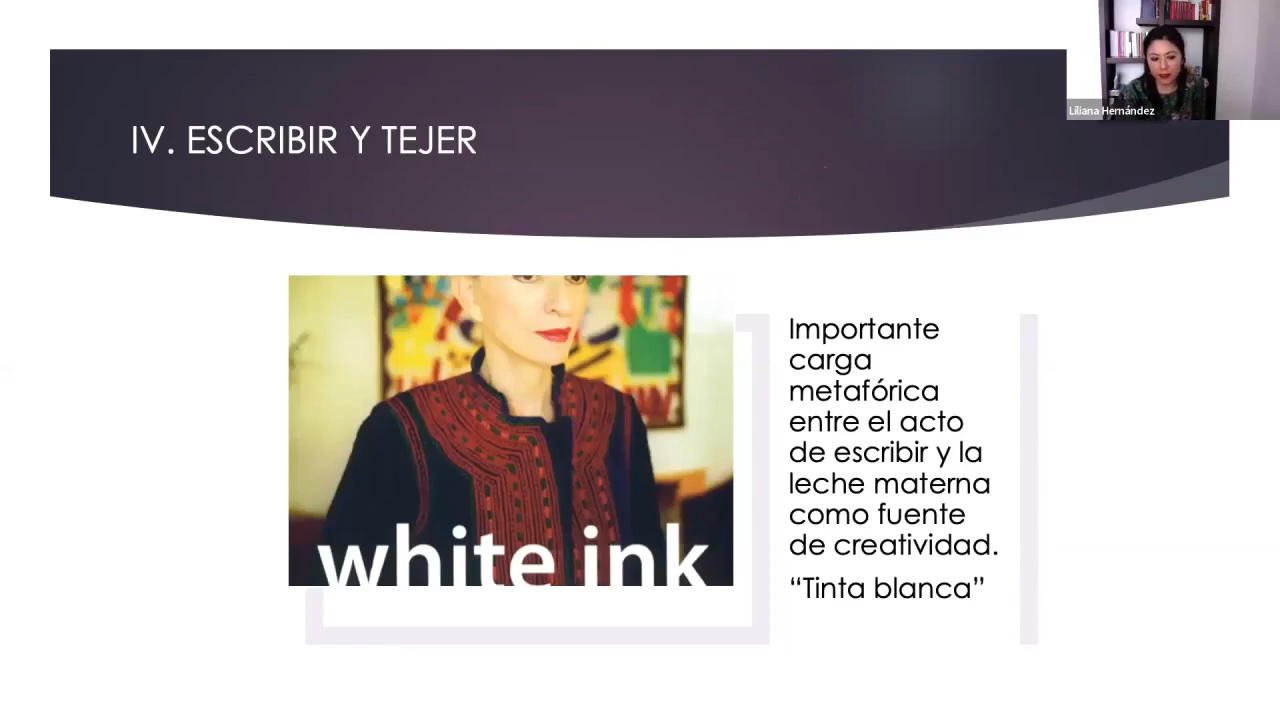 Liliana Hernández
IV. ESCRIBIR Y TEJER
Importante
carga
metafórica
entre el acto
de escribir y la
leche materna
como fuente
de creatividad.
“Tinta blanca”
white ink